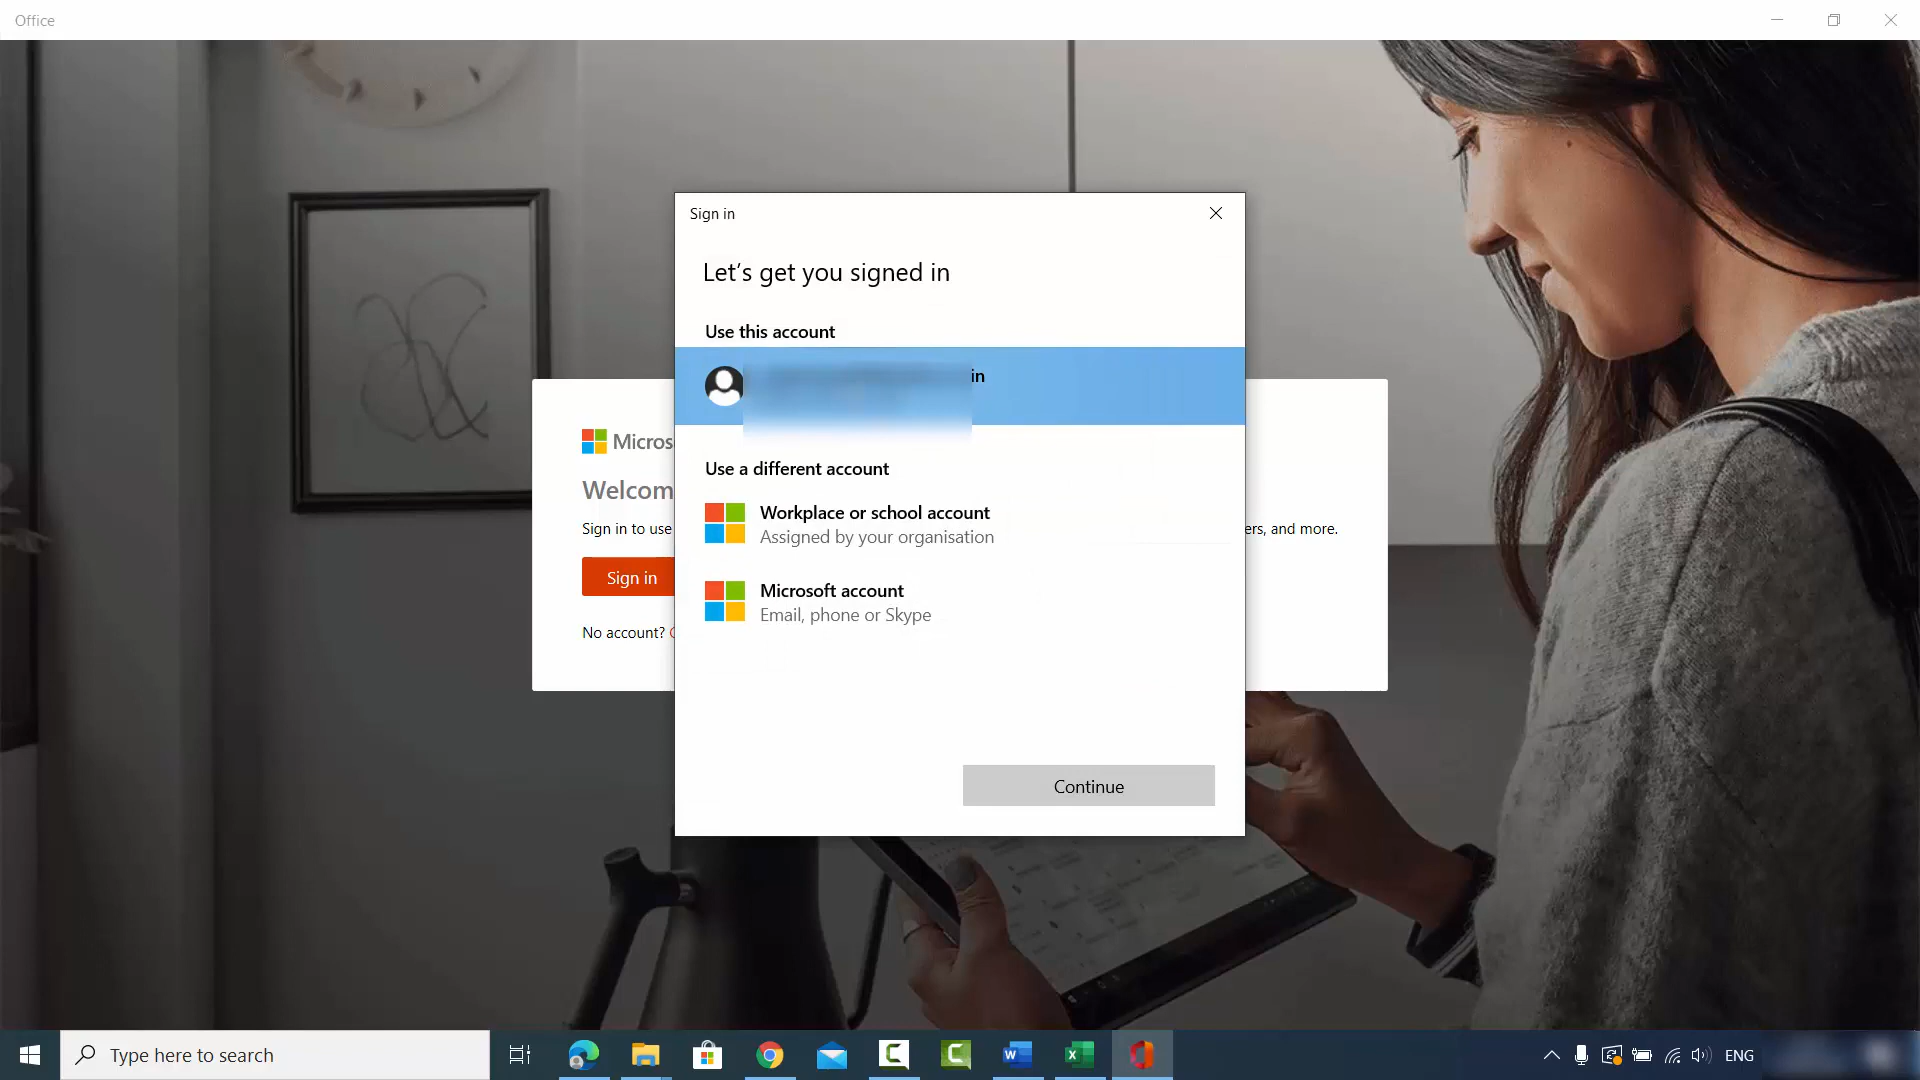 Office
Sign in
Let's get you signed in
Use this account
in
Use a different account
Workplace or school account
Assigned by your organisation
Microsoft account
Email, phone or Skype
Continue
Micros
Welcom
Sign in to use
ers, and more.
Sign in
No account?
Type here to search
ENG